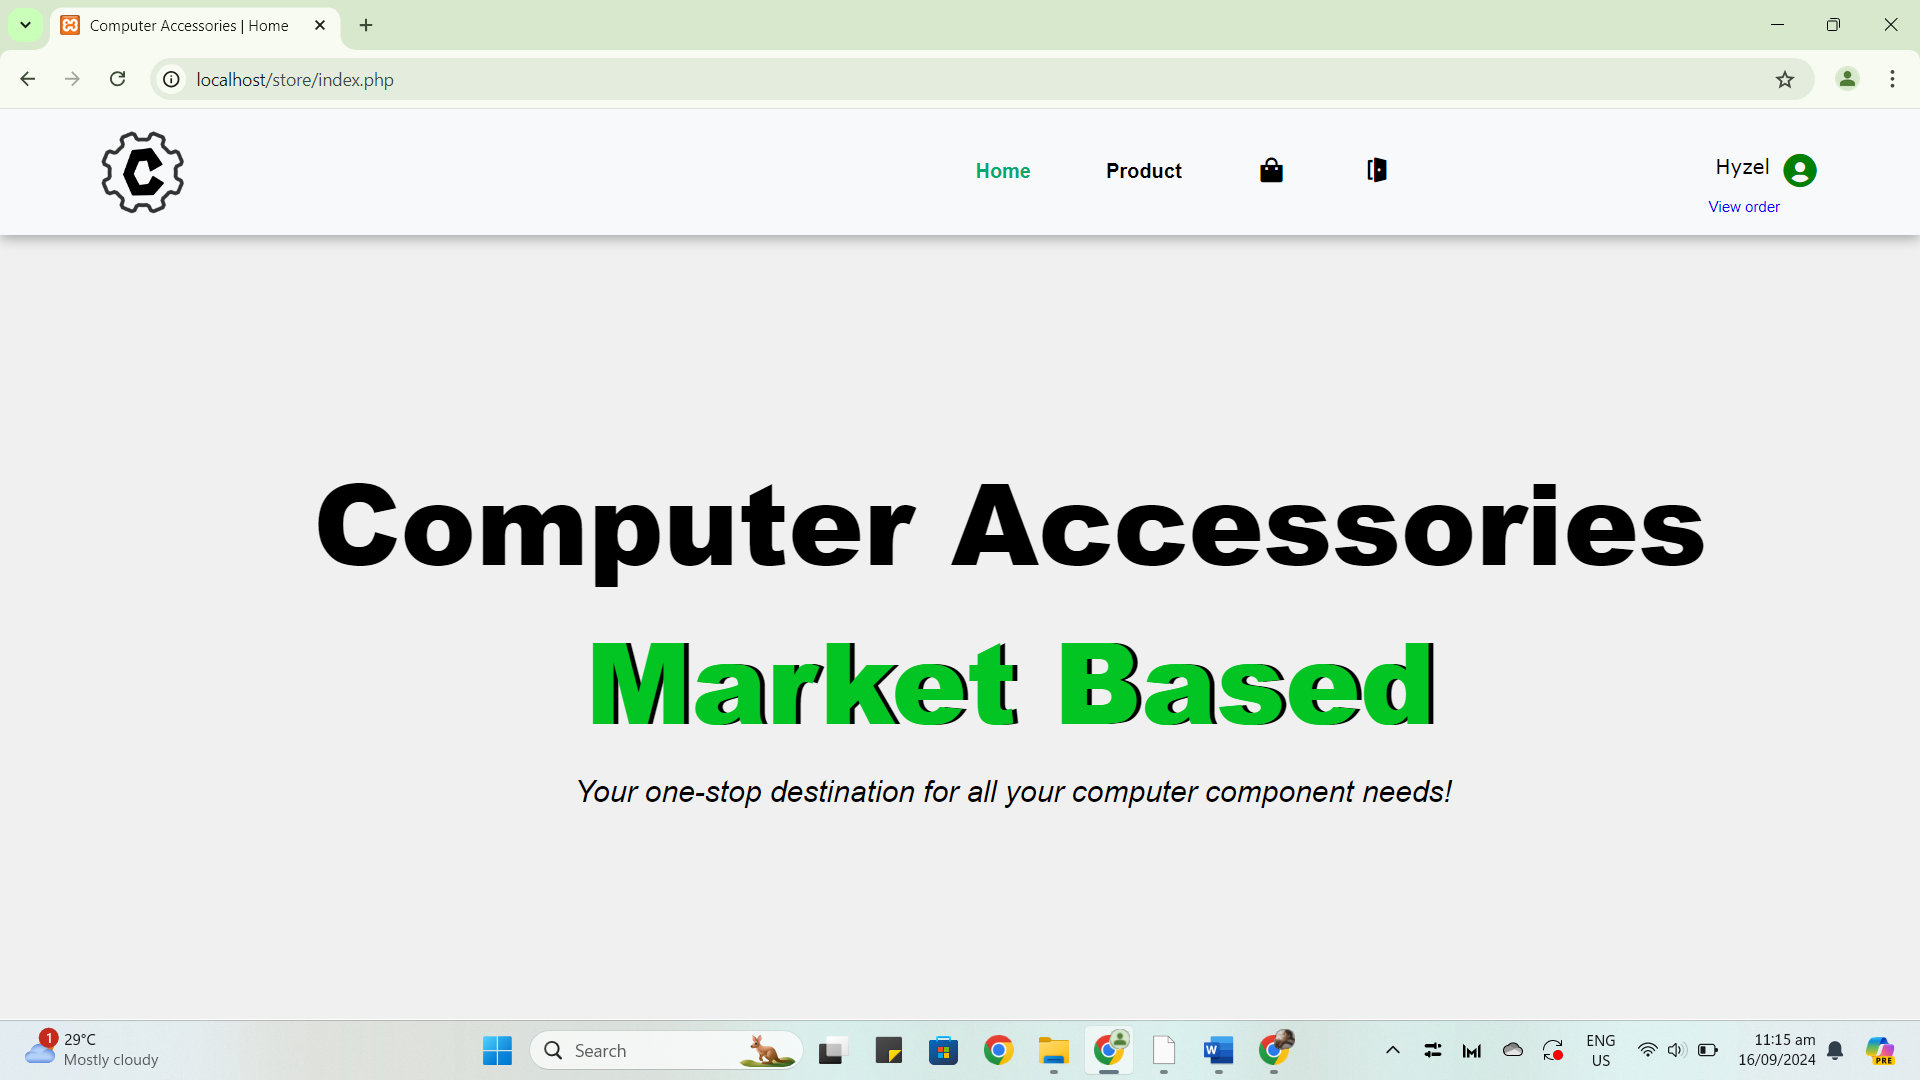 Computer Accessories | Home
localhost/store/index.php
C
Home
Product
Hyzel
View order
Computer Accessories
Market Based
Your one-stop destination for all your computer component needs!
1
29°C
Mostly cloudy
Search
W
ENG
US
11:15 am
16/09/2024
PRE